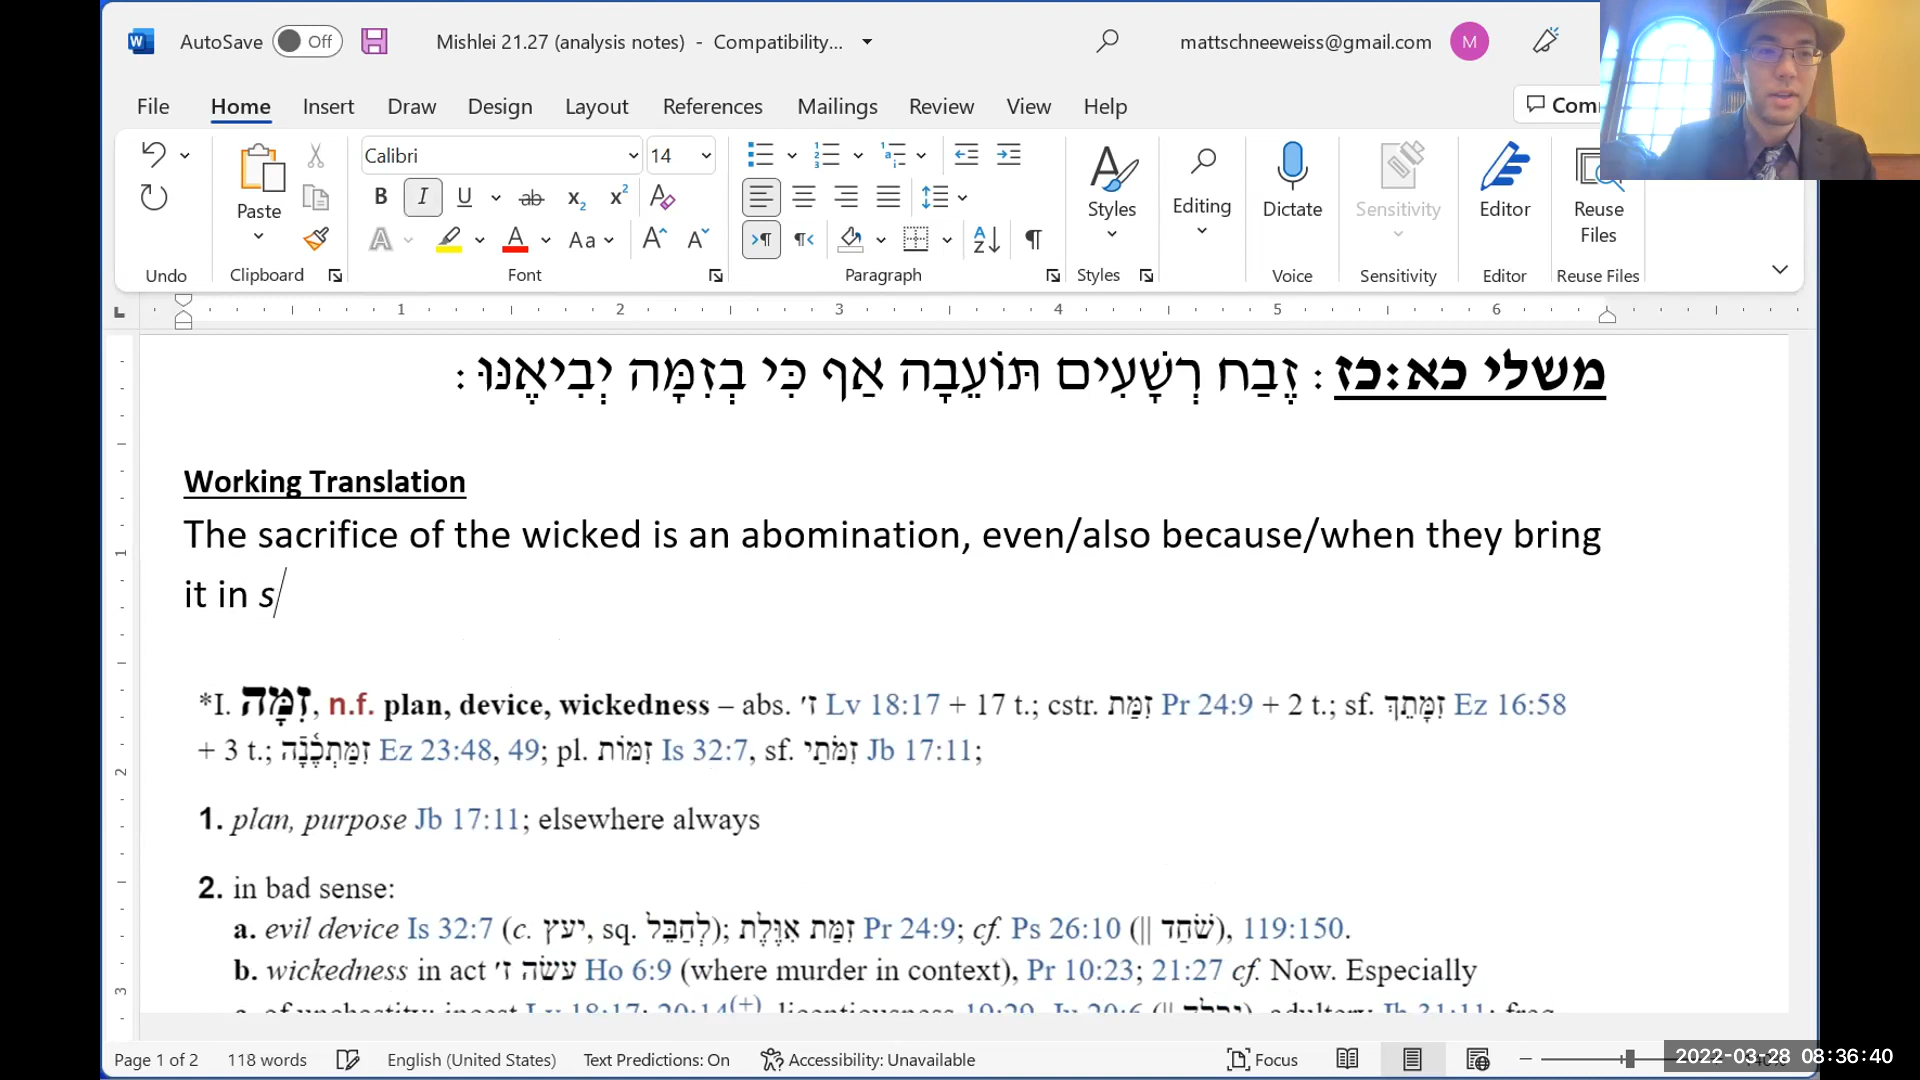 AutoSave Off Mishlei 21.27 (analysis notes) - Compatibility... mattschneeweiss@gmail.com M
File Home Insert Draw Design Layout References Mailings Review View Help
Calibri 14
Paste Styles Editing Dictate Sensitivity Editor Reuse Files
Undo Clipboard Font Paragraph Styles Voice Sensitivity Editor Reuse Files
1 2 3 4 5 6
משלי כא:כז : זֶבַח רְשָׁעִים תּוֹעֵבָה אַף כִּי בְזִמָּה יְבִיאֶנּוּ :
Working Translation
The sacrifice of the wicked is an abomination, even/also because/when they bring
it in s
*I. זִמָּה, n.f. plan, device, wickedness – abs. ז׳ Lv 18:17 + 17 t.; cstr. זִמַּת Pr 24:9 + 2 t.; sf. זִמָּתֵךְ Ez 16:58
+ 3 t.; זִמַּתְכֶ֫נָה Ez 23:48, 49; pl. זִמּוֹת Is 32:7, sf. זִמֹּתַי Jb 17:11;
1. plan, purpose Jb 17:11; elsewhere always
2. in bad sense:
a. evil device Is 32:7 (c. יעץ, sq. לְחַבֵּל); זִמַּת אִוֶּלֶת Pr 24:9; cf. Ps 26:10 (|| שֹׁחַד), 119:150.
b. wickedness in act עשׂה ז׳ Ho 6:9 (where murder in context), Pr 10:23; 21:27 cf. Now. Especially
Page 1 of 2 118 words English (United States) Text Predictions: On Accessibility: Unavailable Focus
2022-03-28 08:36:40